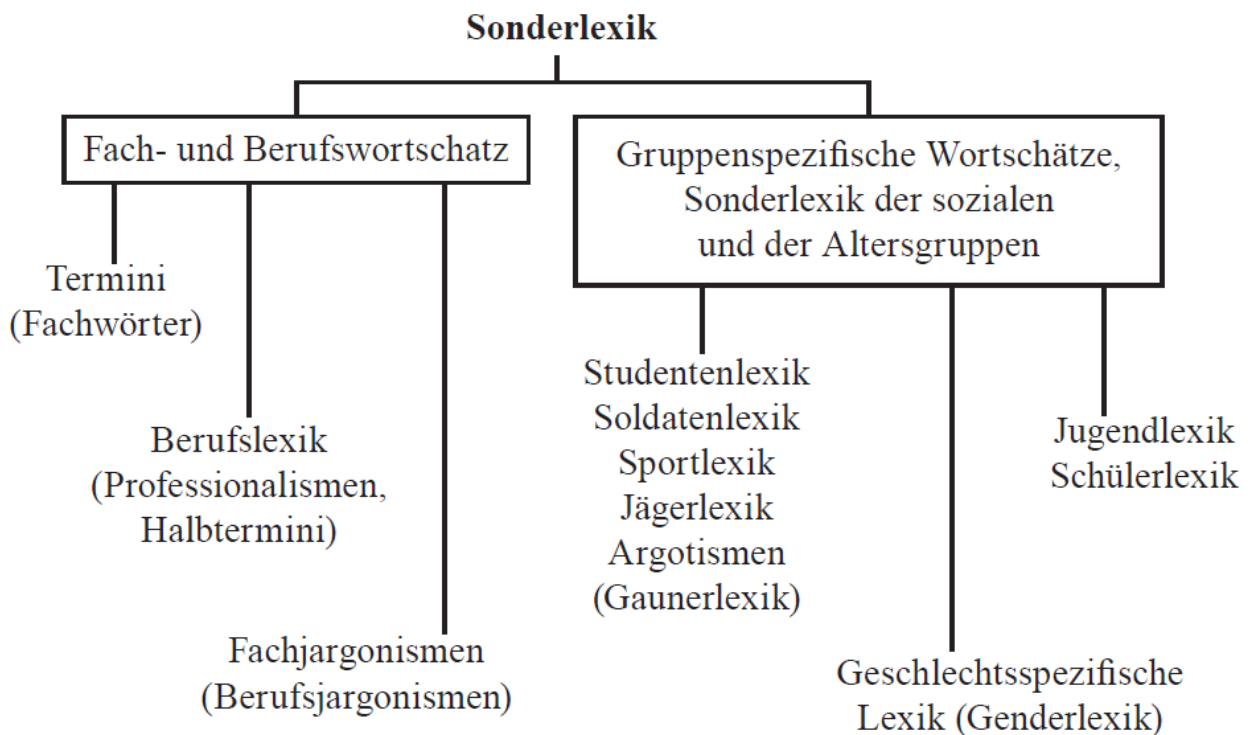 Sonderlexik
Fach- und Berufswortschatz
Gruppenspezifische Wortschätze,
Sonderlexik der sozialen
und der Altersgruppen
Termini
(Fachwörter)
Berufslexik
(Professionalismen,
Halbtermini)
Fachjargonismen
(Berufsjargonismen)
Studentenlexik
Soldatenlexik
Sportlexik
Jägerlexik
Argotismen
(Gaunerlexik)
Geschlechtsspezifische
Lexik (Genderlexik)
Jugendlexik
Schülerlexik